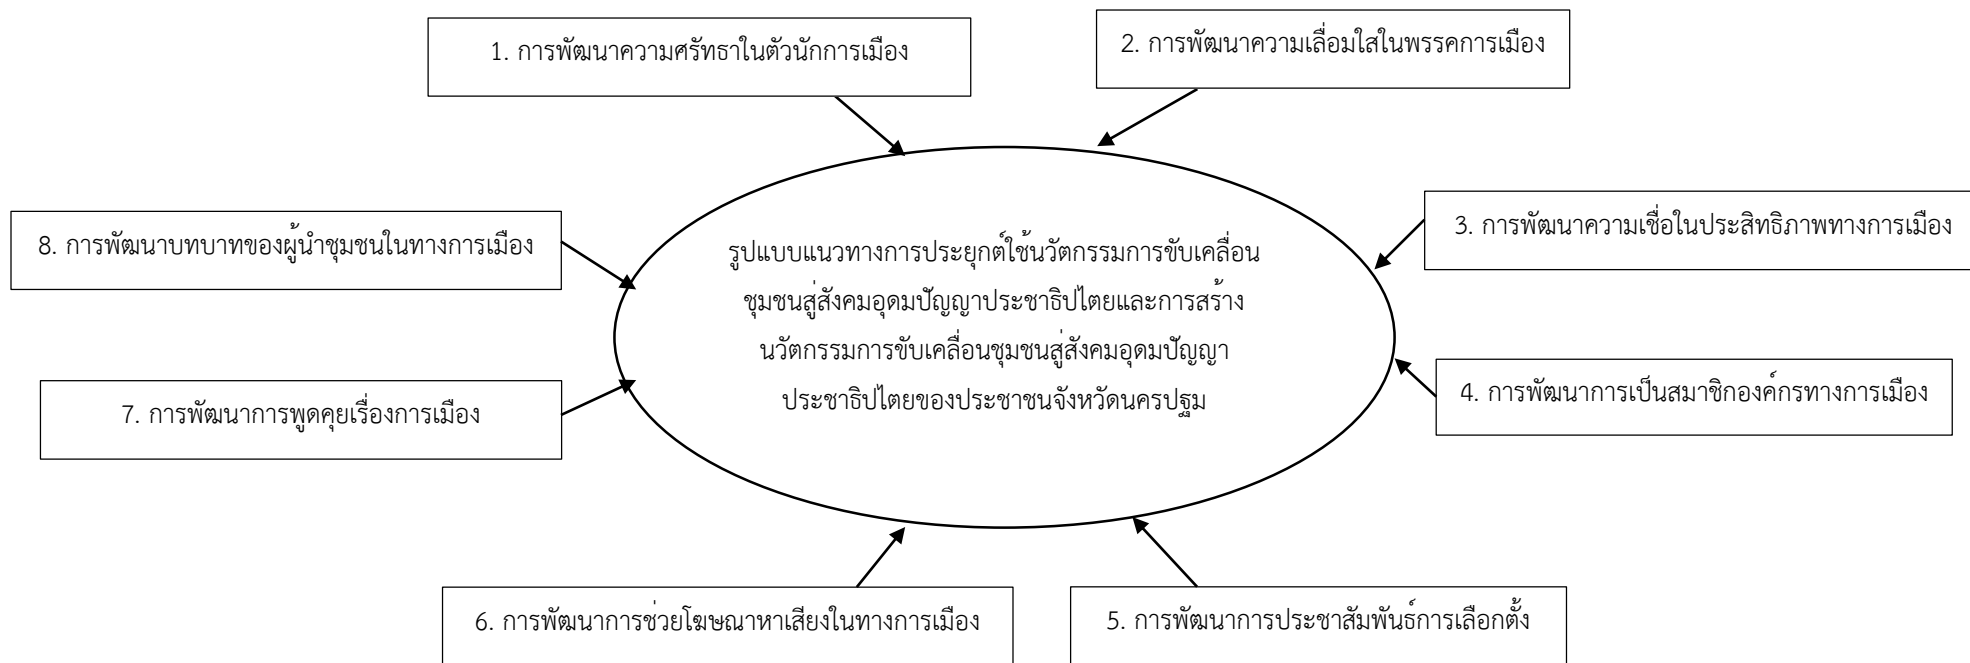 1. การพัฒนาความศรัทธาในตัวนักการเมือง
2. การพัฒนาความเลื่อมใสในพรรคการเมือง
3. การพัฒนาความเชื่อในประสิทธิภาพทางการเมือง
8. การพัฒนาบทบาทของผู้นำชุมชนในทางการเมือง
รูปแบบแนวทางการประยุกต์ใช้นวัตกรรมการขับเคลื่อน
ชุมชนสู่สังคมอุดมปัญญาประชาธิปไตยและการสร้าง
นวัตกรรมการขับเคลื่อนชุมชนสู่สังคมอุดมปัญญา
ประชาธิปไตยของประชาชนจังหวัดนครปฐม
4. การพัฒนาการเป็นสมาชิกองค์กรทางการเมือง
7. การพัฒนาการพูดคุยเรื่องการเมือง
6. การพัฒนาการช่วยโฆษณาหาเสียงในทางการเมือง
5. การพัฒนาการประชาสัมพันธ์การเลือกตั้ง